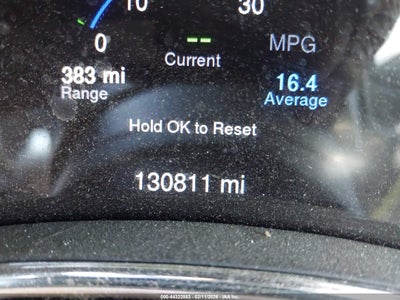 10 30
0 -- MPG
Current
383 mi 16.4
Range Average
Hold OK to Reset
130811 mi